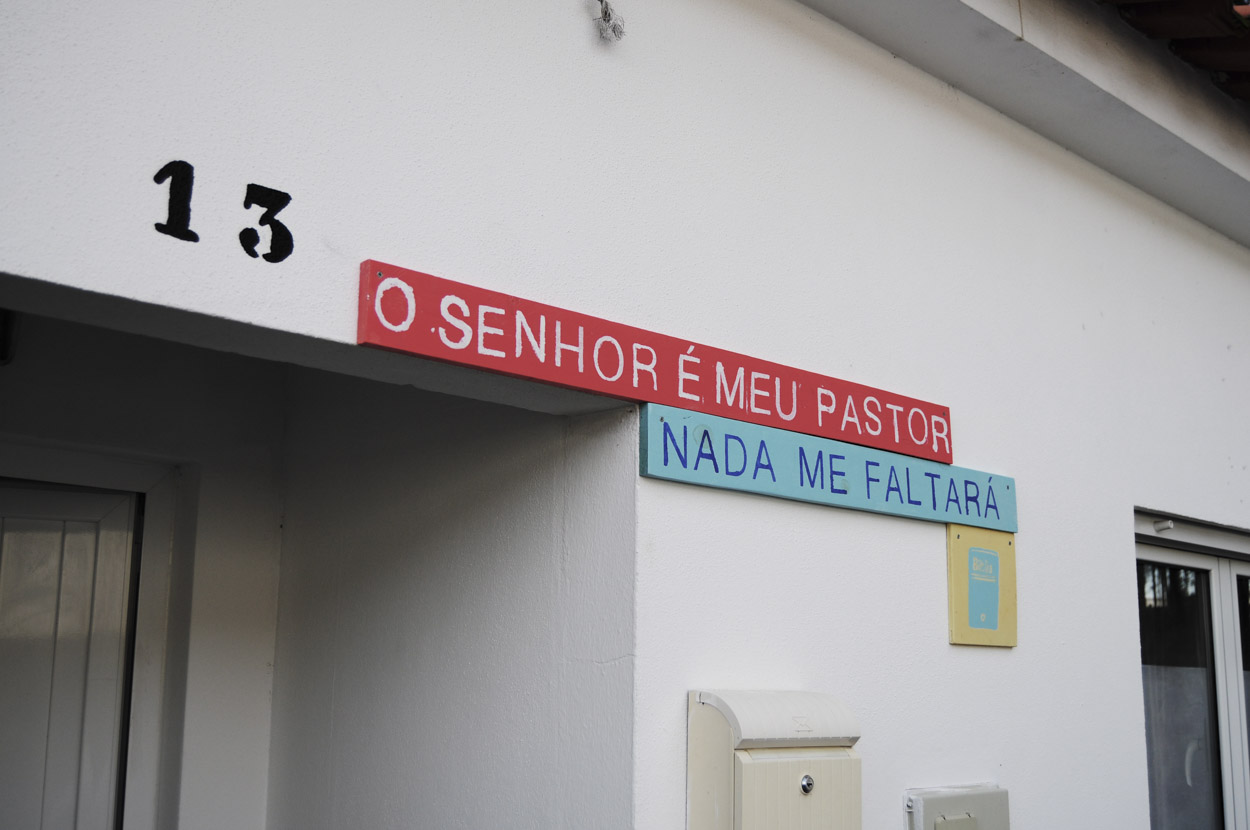 13
O SENHOR É MEU PASTOR
NADA ME FALTARÁ